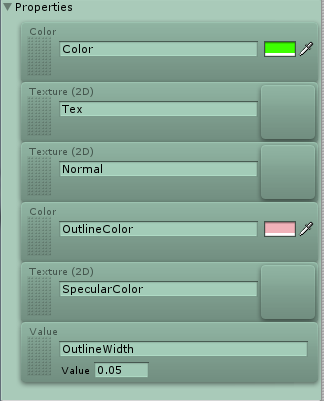 Properties
Color
Color
Texture (2D)
Tex
Texture (2D)
Normal
Color
OutlineColor
Texture (2D)
SpecularColor
Value
OutlineWidth
Value 0.05